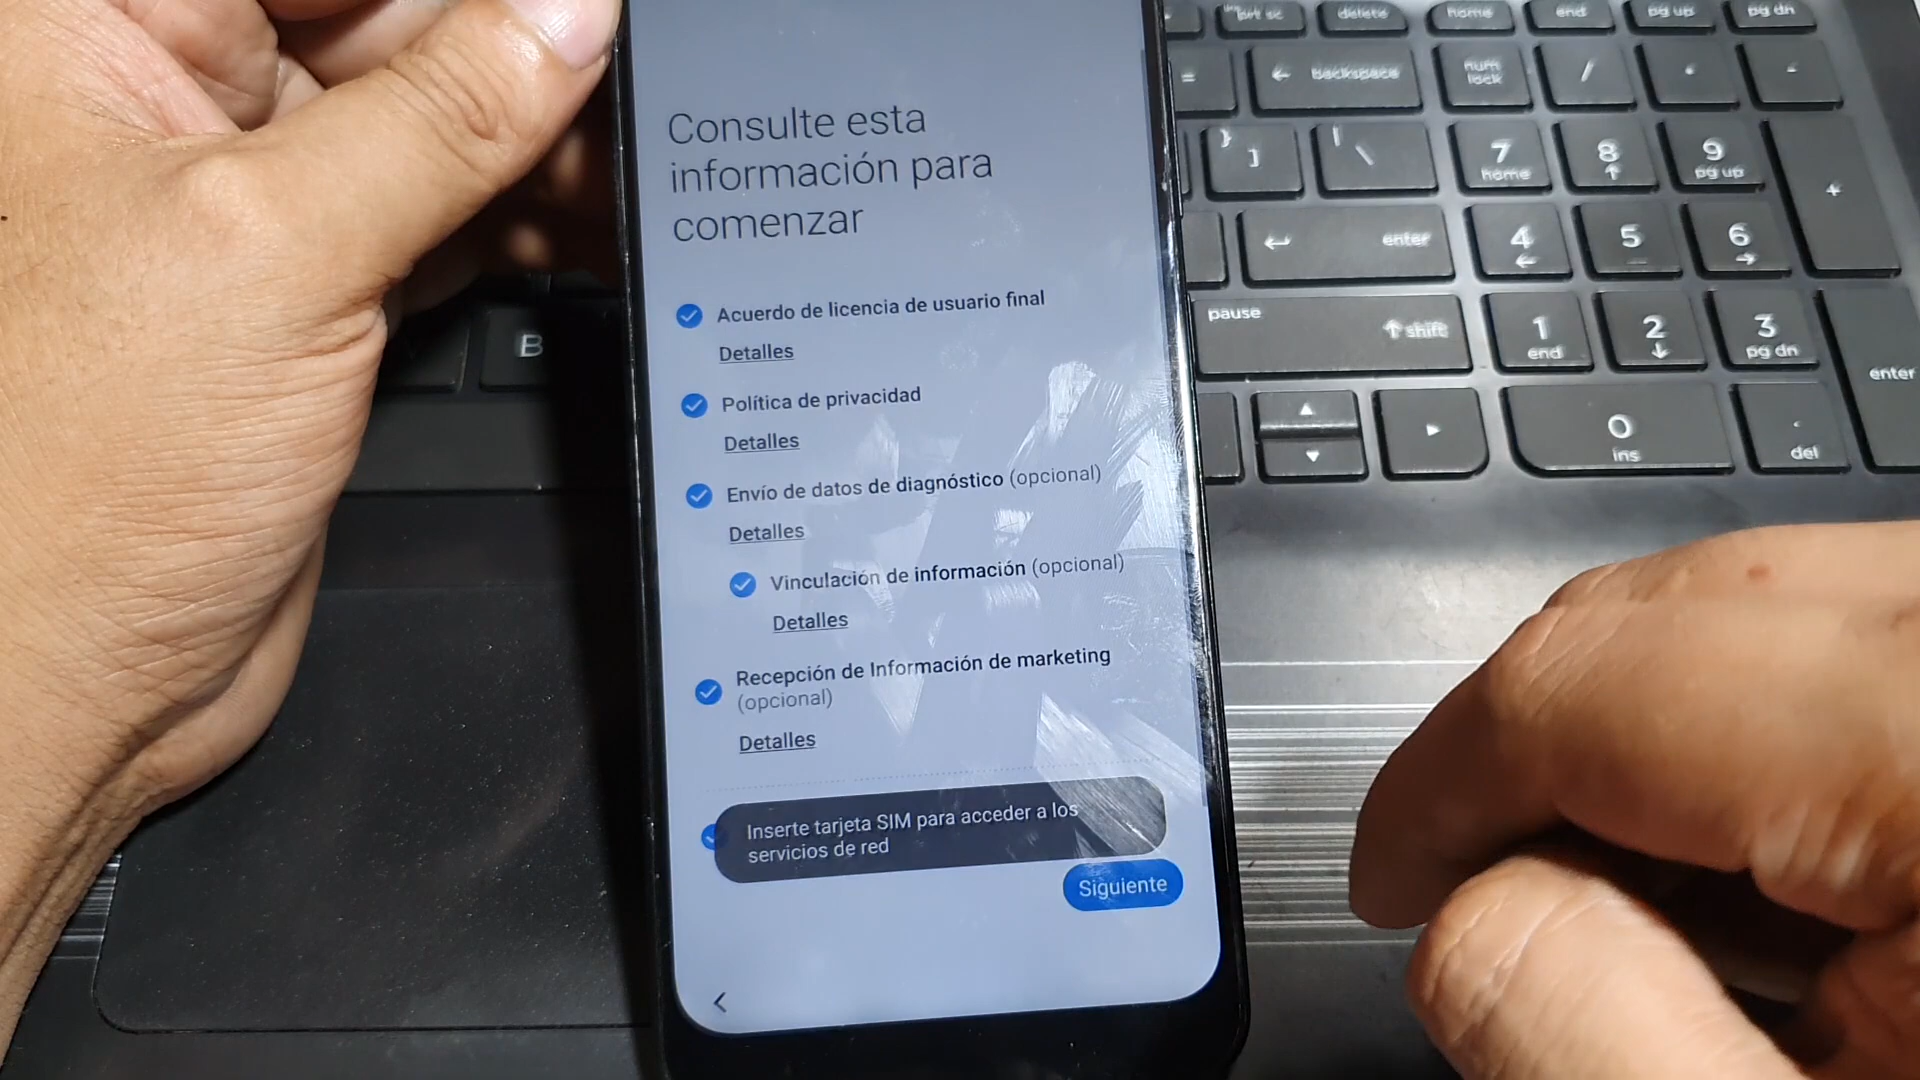 Consulte esta
información para
comenzar
Acuerdo de licencia de usuario final
Detalles
Política de privacidad
Detalles
Envío de datos de diagnóstico (opcional)
Detalles
Vinculación de información (opcional)
Detalles
Recepción de Información de marketing
(opcional)
Detalles
Inserte tarjeta SIM para acceder a los
servicios de red
Siguiente
prt sc
delete
home
end
pg up
pg dn
=
← backspace
num
lock
/
*
-
}
]
|
\
7
home
8
↑
9
pg up
+
↵ enter
4
←
5
6
→
pause
↑ shift
1
end
2
↓
3
pg dn
enter
0
ins
.
del
B